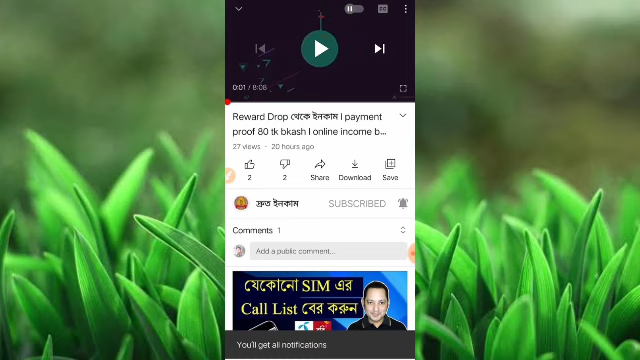 0:01 / 8:08
Reward Drop থেকে ইনকাম I payment
proof 80 tk bkash I online income b...
27 views · 20 hours ago
2
2
Share
Download
Save
দ্রুত ইনকাম
SUBSCRIBED
Comments 1
Add a public comment...
যেকোনো SIM এর
Call List বের করুন
You'll get all notifications